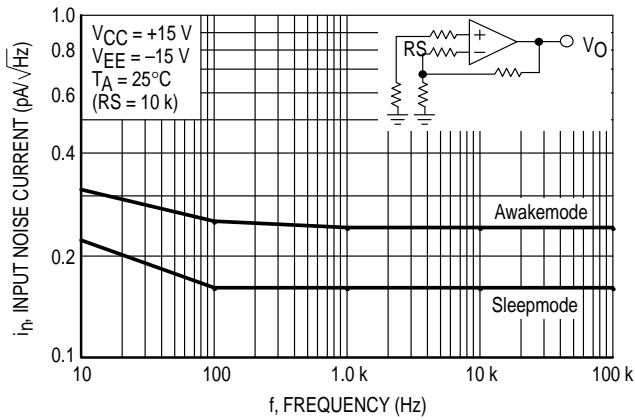 i_n, INPUT NOISE CURRENT (pA/√Hz)
1.0
0.8
0.6
0.4
0.2
0.1
VCC = +15 V
VEE = –15 V
TA = 25°C
(RS = 10 k)
RS
+
–
VO
Awakemode
Sleepmode
10
100
1.0 k
10 k
100 k
f, FREQUENCY (Hz)